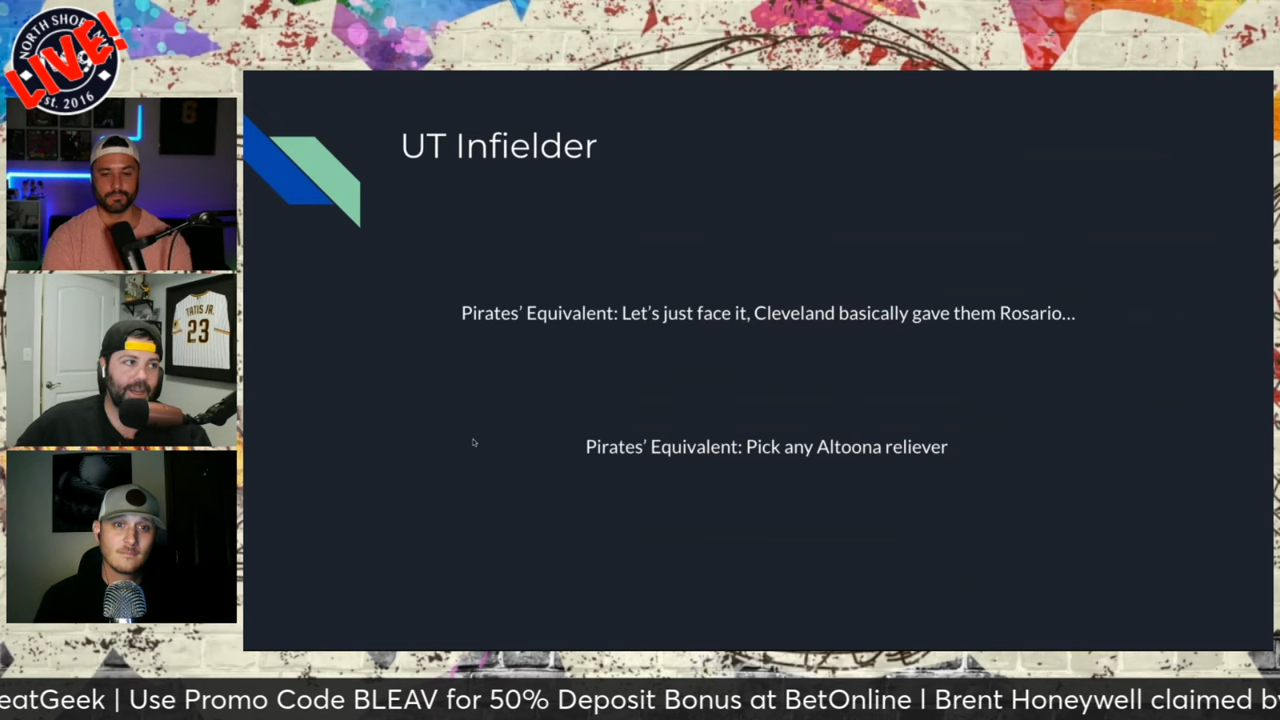 NORTH SHORE
LIVE!
est. 2016
UT Infielder
Pirates’ Equivalent: Let’s just face it, Cleveland basically gave them Rosario...
Pirates’ Equivalent: Pick any Altoona reliever
TATIS JR.
23
6
eatGeek | Use Promo Code BLEAV for 50% Deposit Bonus at BetOnline | Brent Honeywell claimed b